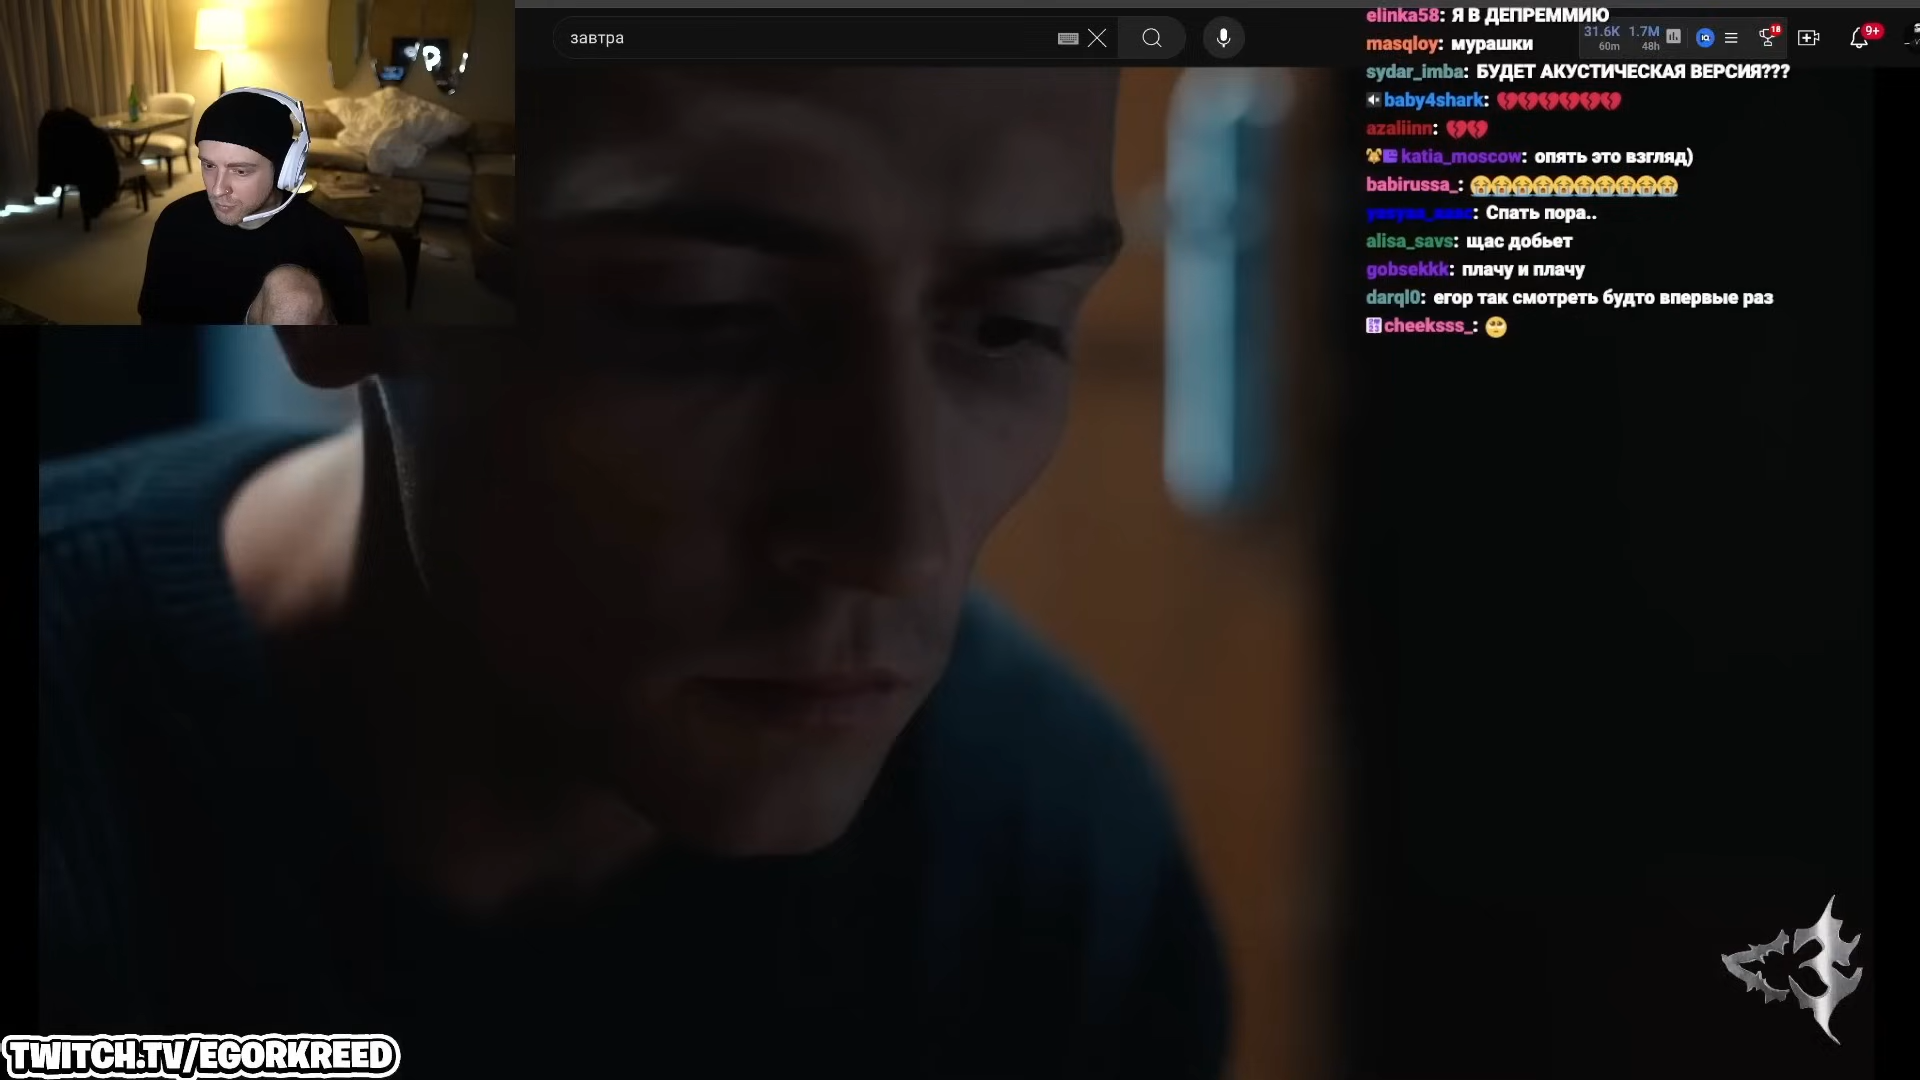 завтра
31.6K 1.7M
60m 48h
18
9+
elinka58: Я В ДЕПРЕММИЮ
masqloy: мурашки
sydar_imba: БУДЕТ АКУСТИЧЕСКАЯ ВЕРСИЯ???
baby4shark: 💔💔💔💔💔💔
azaliinn: 💔💔
katia_moscow: опять это взгляд)
babirussa_: 😭😭😭😭😭😭😭😭😭😭
: Спать пора..
alisa_savs: щас добьет
gobsekkk: плачу и плачу
darql0: егор так смотреть будто впервые раз
cheeksss_: 🥺
TWITCH.TV/EGORKREED